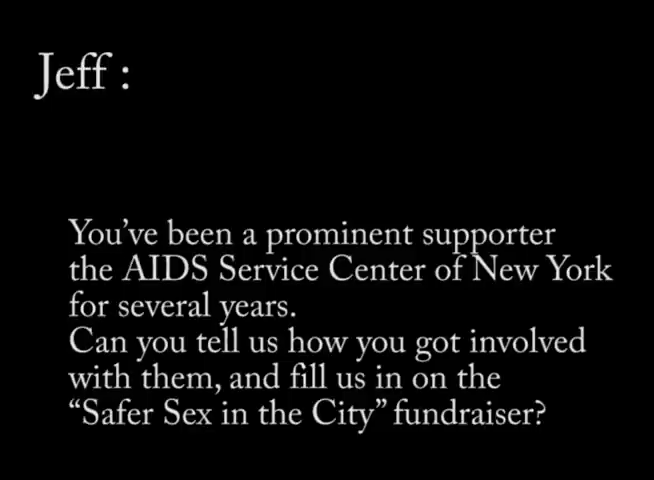 Jeff :
You’ve been a prominent supporter
the AIDS Service Center of New York
for several years.
Can you tell us how you got involved
with them, and fill us in on the
“Safer Sex in the City” fundraiser?